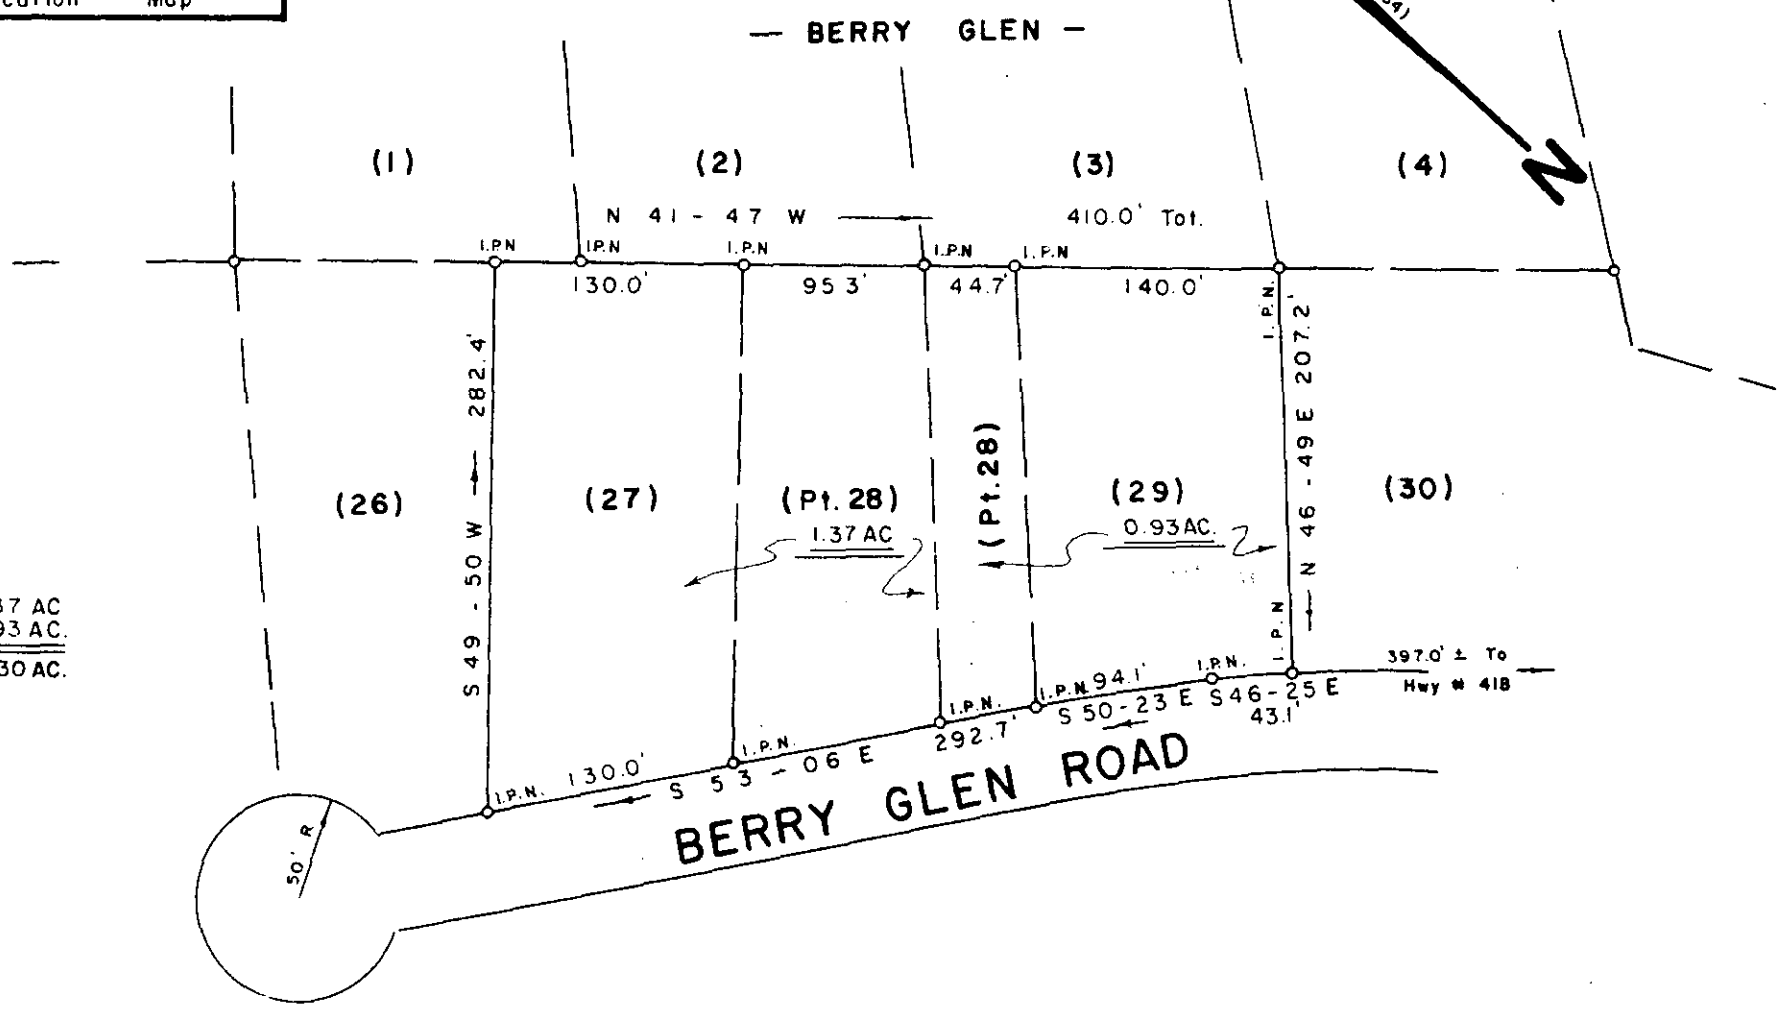 Map
— BERRY GLEN —
(1)
(2)
(3)
(4)
N
N 41 - 47 W
410.0' Tot.
I.P.N
I.P.N
I.P.N
I.P.N
I.P.N
130.0'
95.3'
44.7'
140.0'
I.P.N.
S 49 - 50 W 282.4'
N 46 - 49 E 207.2'
(26)
(27)
(Pt. 28)
1.37 AC
(Pt. 28)
(29)
0.93 AC.
(30)
37 AC
93 AC.
30 AC.
I.P.N
397.0' ± To
Hwy # 418
I.P.N.
S 46-25 E
43.1'
I.P.N.
94.1'
S 50-23 E
I.P.N.
292.7'
I.P.N.
S 53 - 06 E
130.0'
I.P.N.
BERRY GLEN ROAD
50' R